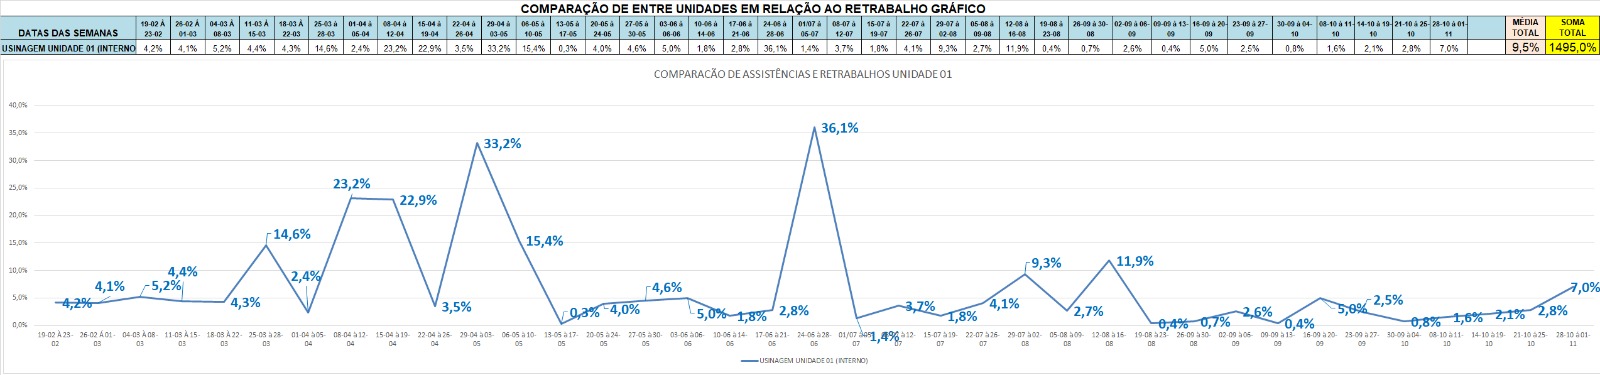 COMPARAÇÃO DE ENTRE UNIDADES EM RELAÇÃO AO RETRABALHO GRÁFICO
DATAS DAS SEMANAS 19-02 À 23-02 26-02 À 01-03 04-03 À 08-03 11-03 À 15-03 18-03 À 22-03 25-03 à 28-03 01-04 à 05-04 08-04 à 12-04 15-04 à 19-04 22-04 à 26-04 29-04 à 03-05 06-05 à 10-05 13-05 à 17-05 20-05 à 24-05 27-05 à 30-05 03-06 à 06-06 10-06 à 14-06 17-06 à 21-06 24-06 à 28-06 01/07 à 05-07 08-07 à 12-07 15-07 à 19-07 22-07 à 26-07 29-07 à 02-08 05-08 à 09-08 12-08 à 16-08 19-08 à 23-08 26-09 à 30-08 02-09 à 06-09 09-09 à 13-09 16-09 à 20-09 23-09 à 27-09 30-09 à 04-10 08-10 à 11-10 14-10 à 19-10 21-10 à 25-10 28-10 à 01-11 MÉDIA TOTAL SOMA TOTAL
USINAGEM UNIDADE 01 (INTERNO) 4,2% 4,1% 5,2% 4,4% 4,3% 14,6% 2,4% 23,2% 22,9% 3,5% 33,2% 15,4% 0,3% 4,0% 4,6% 5,0% 1,8% 2,8% 36,1% 1,4% 3,7% 1,8% 4,1% 9,3% 2,7% 11,9% 0,4% 0,7% 2,6% 0,4% 5,0% 2,5% 0,8% 1,6% 2,1% 2,8% 7,0% 9,5% 1495,0%
COMPARACÃO DE ASSISTÊNCIAS E RETRABALHOS UNIDADE 01
40,0%
35,0%
30,0%
25,0%
20,0%
15,0%
10,0%
5,0%
0,0%
4,2% 4,1% 5,2% 4,4% 4,3% 14,6% 2,4% 23,2% 22,9% 3,5% 33,2% 15,4% 0,3% 4,0% 4,6% 5,0% 1,8% 2,8% 36,1% 1,4% 3,7% 1,8% 4,1% 9,3% 2,7% 11,9% 0,4% 0,7% 2,6% 0,4% 5,0% 2,5% 0,8% 1,6% 2,1% 2,8% 7,0%
19-02 À 23-02 26-02 À 01-03 04-03 À 08-03 11-03 À 15-03 18-03 À 22-03 25-03 à 28-03 01-04 à 05-04 08-04 à 12-04 15-04 à 19-04 22-04 à 26-04 29-04 à 03-05 06-05 à 10-05 13-05 à 17-05 20-05 à 24-05 27-05 à 30-05 03-06 à 06-06 10-06 à 14-06 17-06 à 21-06 24-06 à 28-06 01/07 à 05-07 08-07 à 12-07 15-07 à 19-07 22-07 à 26-07 29-07 à 02-08 05-08 à 09-08 12-08 à 16-08 19-08 à 23-08 26-09 à 30-08 02-09 à 06-09 09-09 à 13-09 16-09 à 20-09 23-09 à 27-09 30-09 à 04-10 08-10 à 11-10 14-10 à 19-10 21-10 à 25-10 28-10 à 01-11
USINAGEM UNIDADE 01 (INTERNO)